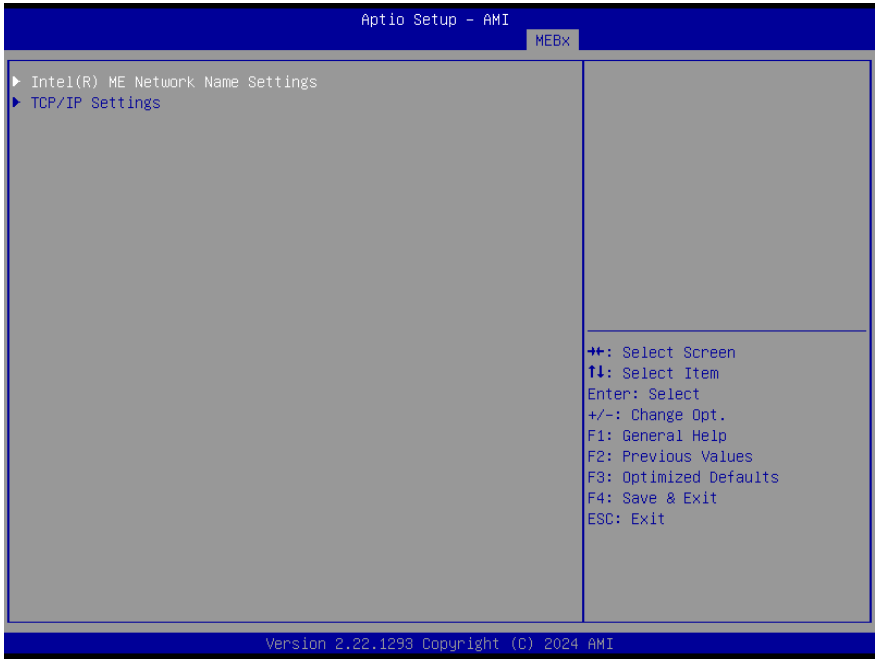 Aptio Setup – AMI
MEBx
▶ Intel(R) ME Network Name Settings
▶ TCP/IP Settings
→←: Select Screen
↑↓: Select Item
Enter: Select
+/-: Change Opt.
F1: General Help
F2: Previous Values
F3: Optimized Defaults
F4: Save & Exit
ESC: Exit
Version 2.22.1293 Copyright (C) 2024 AMI